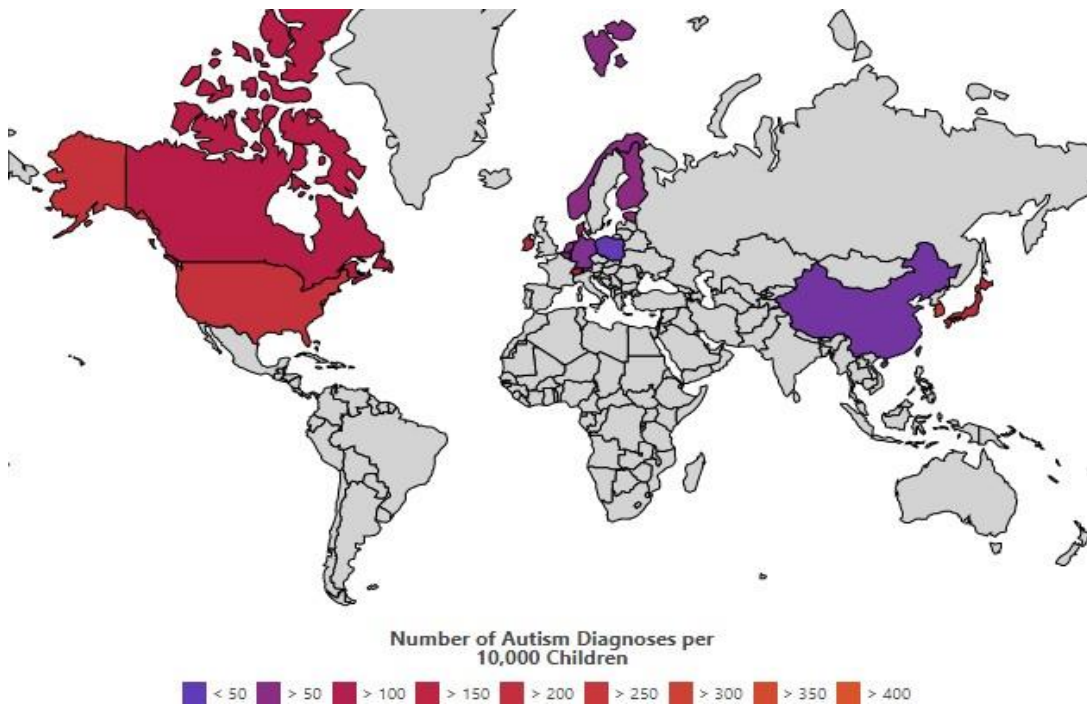 Number of Autism Diagnoses per
10,000 Children
< 50 > 50 > 100 > 150 > 200 > 250 > 300 > 350 > 400